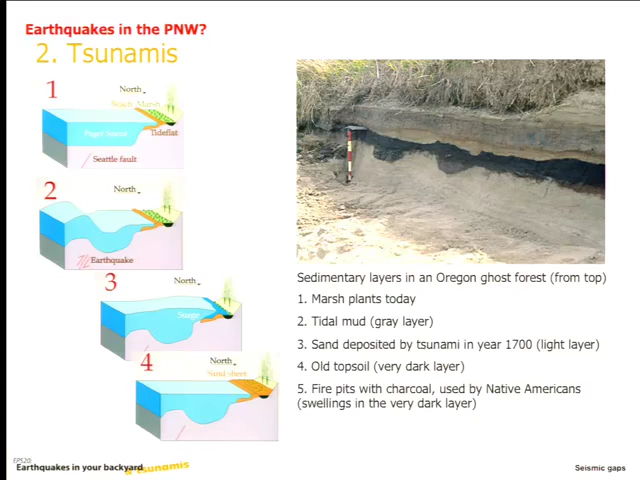 Earthquakes in the PNW?
2. Tsunamis
1
North
Beach Marsh
Puget Sound
Tideflat
Seattle fault
2
North
Earthquake
3
North
Surge
4
North
Sand sheet
Sedimentary layers in an Oregon ghost forest (from top)
1. Marsh plants today
2. Tidal mud (gray layer)
3. Sand deposited by tsunami in year 1700 (light layer)
4. Old topsoil (very dark layer)
5. Fire pits with charcoal, used by Native Americans
(swellings in the very dark layer)
EP520:
Earthquakes in your backyard
a tsunamis
Seismic gaps